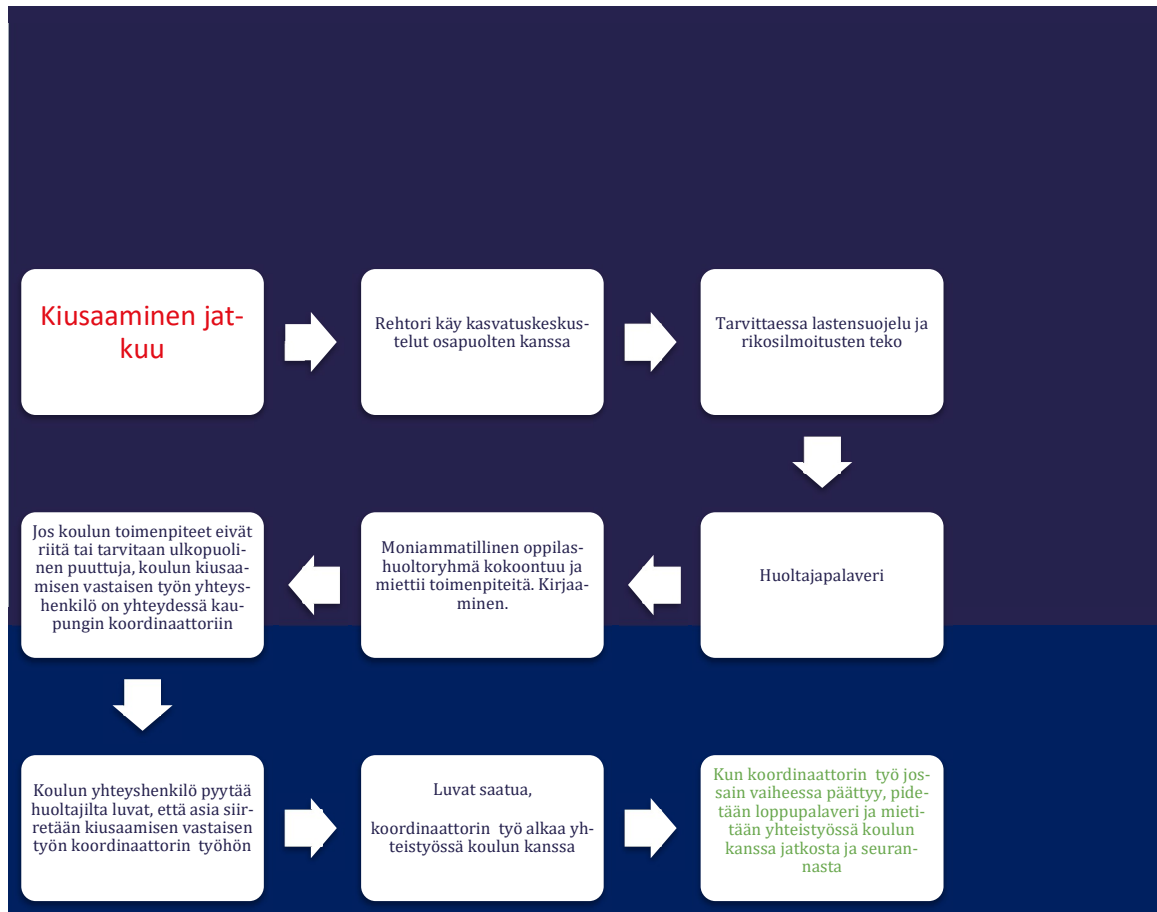 Kiusaaminen jat-
kuu
Rehtori käy kasvatuskeskus-
telut osapuolten kanssa
Tarvittaessa lastensuojelu ja
rikosilmoitusten teko
Huoltajapalaveri
Moniammatillinen oppilas-
huoltoryhmä kokoontuu ja
miettii toimenpiteitä. Kirjaa-
minen.
Jos koulun toimenpiteet eivät
riitä tai tarvitaan ulkopuoli-
nen puuttuja, koulun kiusaa-
misen vastaisen työn yhteys-
henkilö on yhteydessä kau-
pungin koordinaattoriin
Koulun yhteyshenkilö pyytää
huoltajilta luvat, että asia siir-
retään kiusaamisen vastaisen
työn koordinaattorin työhön
Luvat saatua,
koordinaattorin  työ alkaa yh-
teistyössä koulun kanssa
Kun koordinaattorin  työ jos-
sain vaiheessa päättyy, pide-
tään loppupalaveri ja mieti-
tään yhteistyössä koulun
kanssa jatkosta ja seuran-
nasta